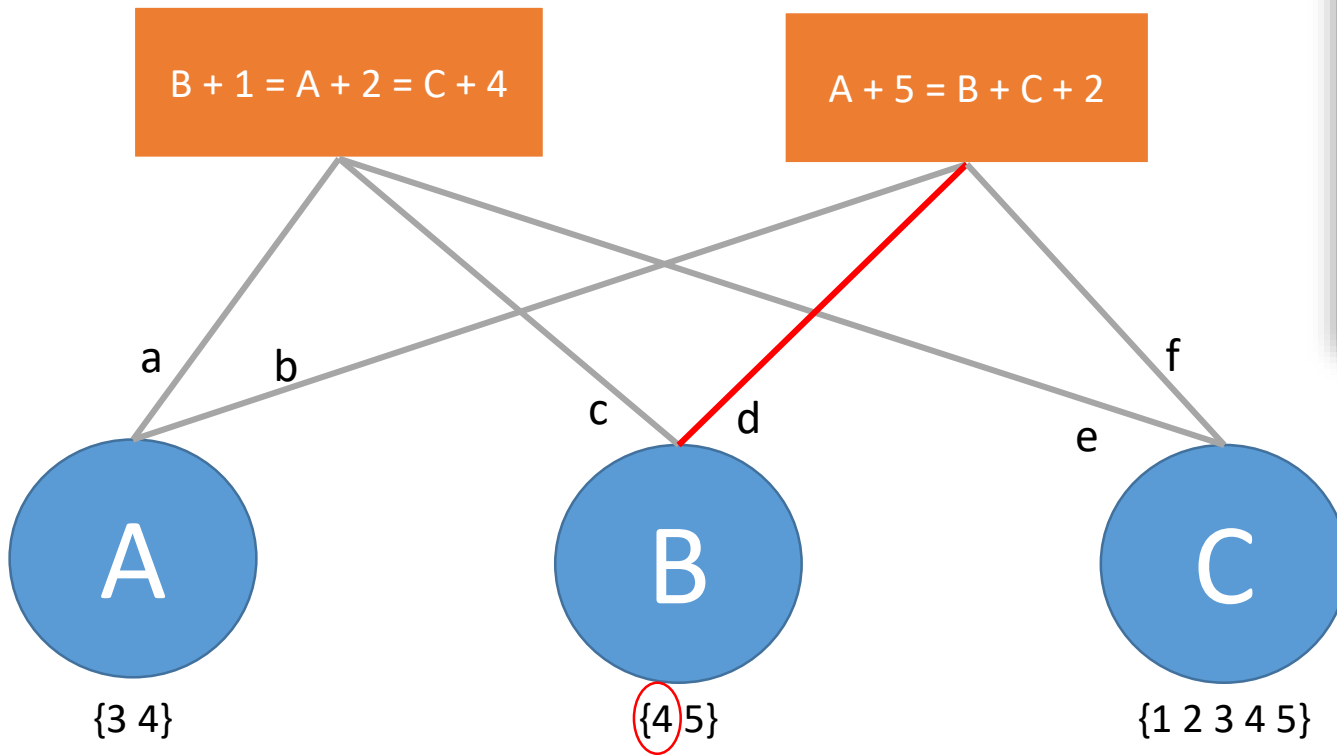 B + 1 = A + 2 = C + 4
A + 5 = B + C + 2
a
b
c
d
e
f
A
B
C
{3 4}
{4 5}
{1 2 3 4 5}